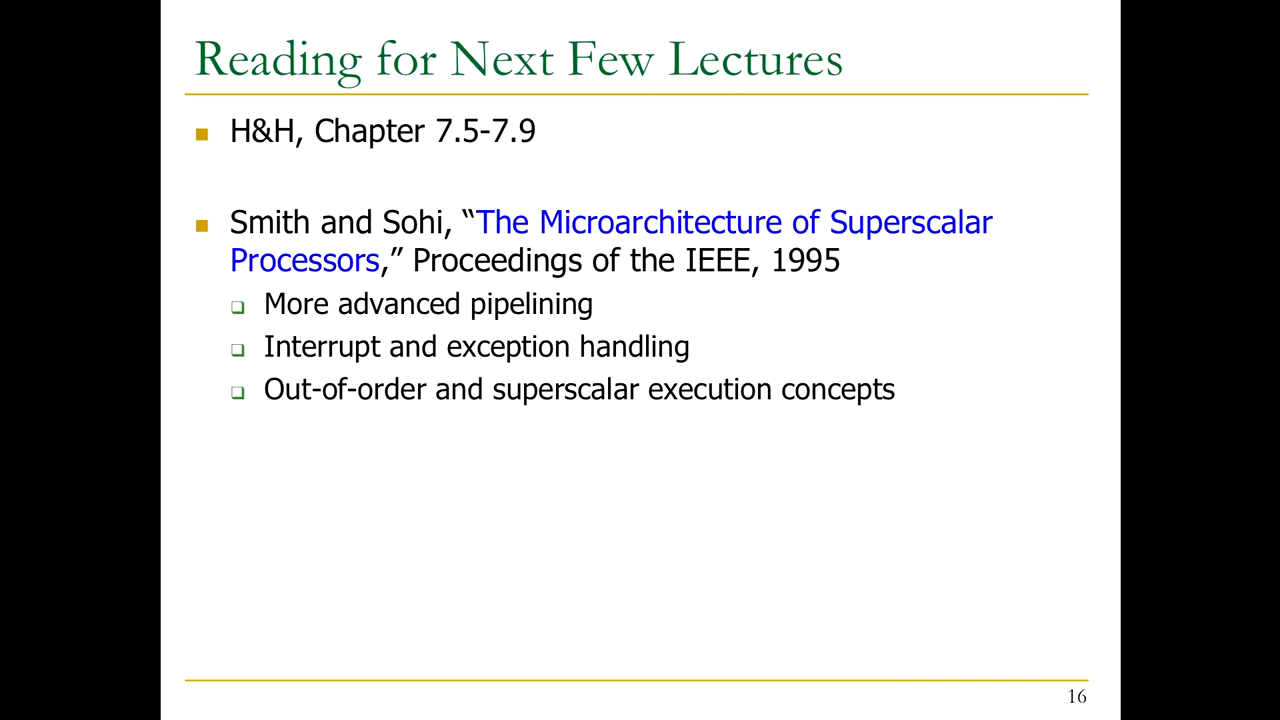 Reading for Next Few Lectures
H&H, Chapter 7.5-7.9
Smith and Sohi, “The Microarchitecture of Superscalar
Processors,” Proceedings of the IEEE, 1995
More advanced pipelining
Interrupt and exception handling
Out-of-order and superscalar execution concepts
16